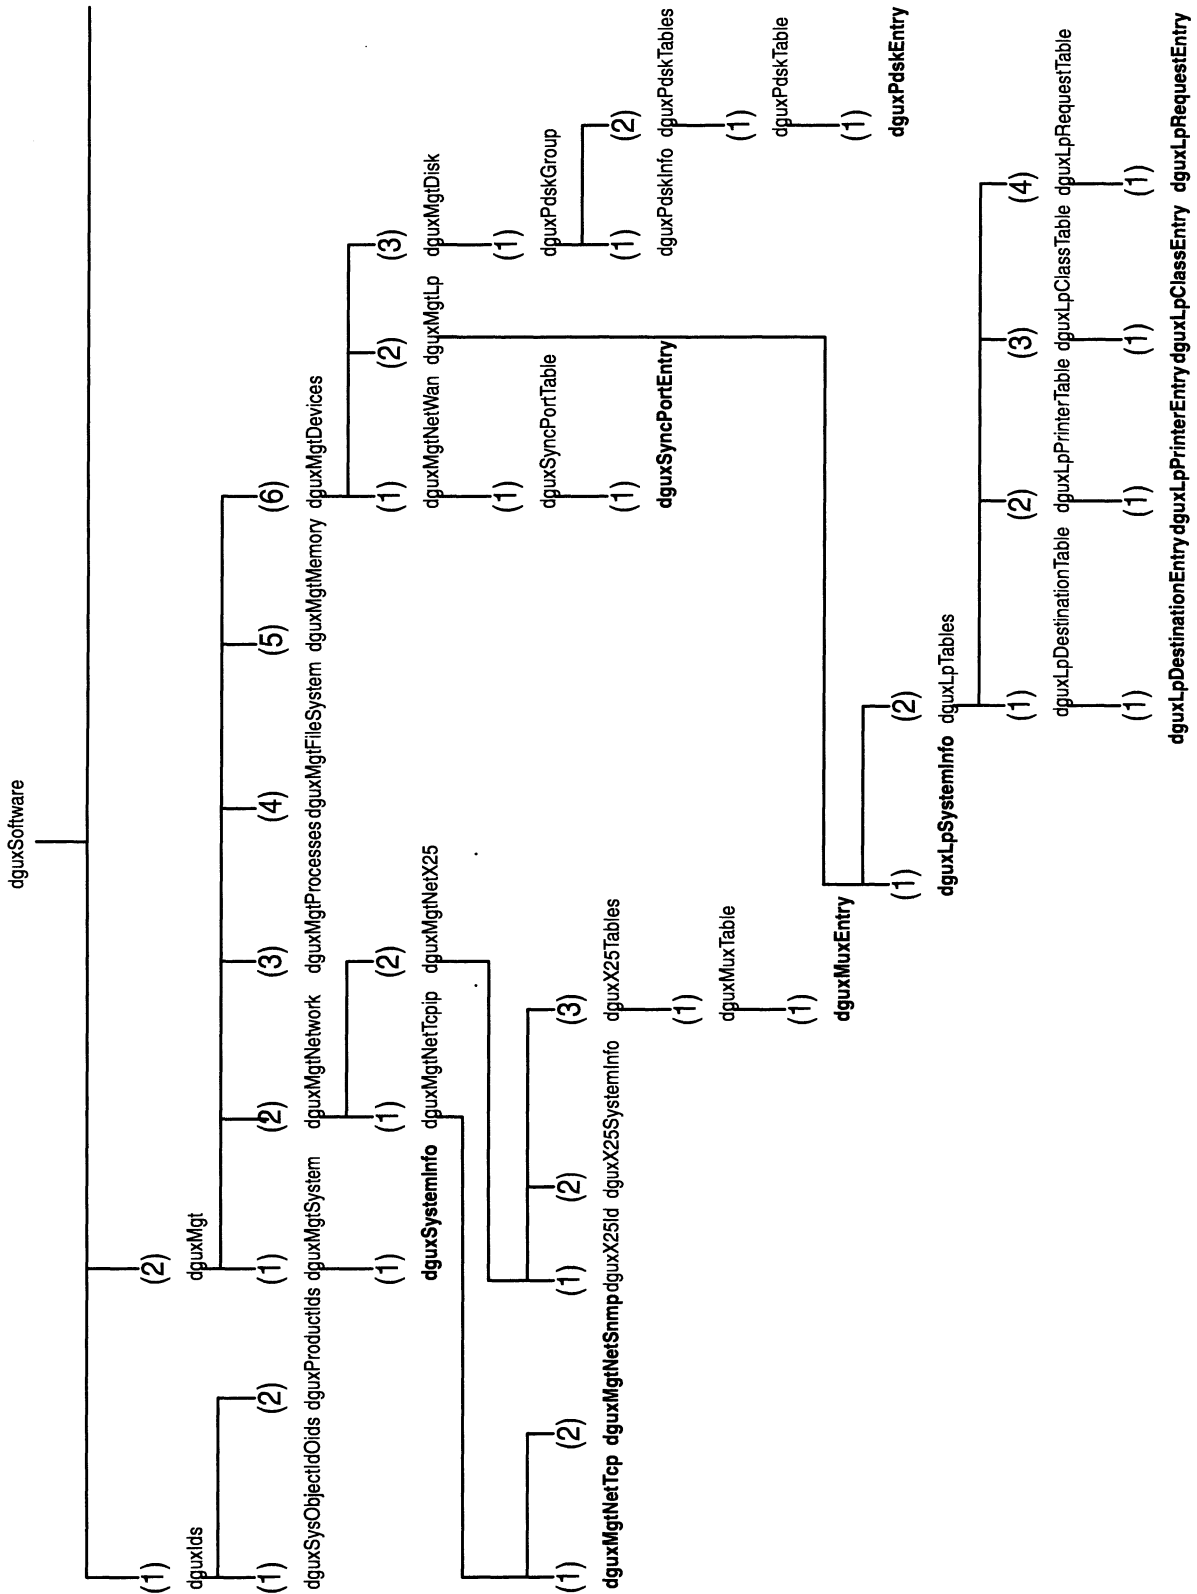 dguxSoftware
(1) (2)
dguxIds dguxMgt
(1) (2) (1) (2) (3) (4) (5) (6)
dguxSysObjectIdOids dguxProductIds dguxMgtSystem dguxMgtNetwork dguxMgtProcesses dguxMgtFileSystem dguxMgtMemory dguxMgtDevices
(1) (1) (2) (1) (2) (3)
dguxSystemInfo dguxMgtNetTcpip dguxMgtNetX25 dguxMgtNetWan dguxMgtLp dguxMgtDisk
(1) (1)
dguxSyncPortTable dguxPdskGroup
(1) (2) (1) (2) (3) (1) (1) (2)
dguxMgtNetTcp dguxMgtNetSnmp dguxX25Id dguxX25SystemInfo dguxX25Tables dguxSyncPortEntry dguxPdskInfo dguxPdskTables
(1) (1)
dguxMuxTable dguxPdskTable
(1) (1)
dguxMuxEntry dguxPdskEntry
(1) (2)
dguxLpSystemInfo dguxLpTables
(1) (2) (3) (4)
dguxLpDestinationTable dguxLpPrinterTable dguxLpClassTable dguxLpRequestTable
(1) (1) (1) (1)
dguxLpDestinationEntry dguxLpPrinterEntry dguxLpClassEntry dguxLpRequestEntry